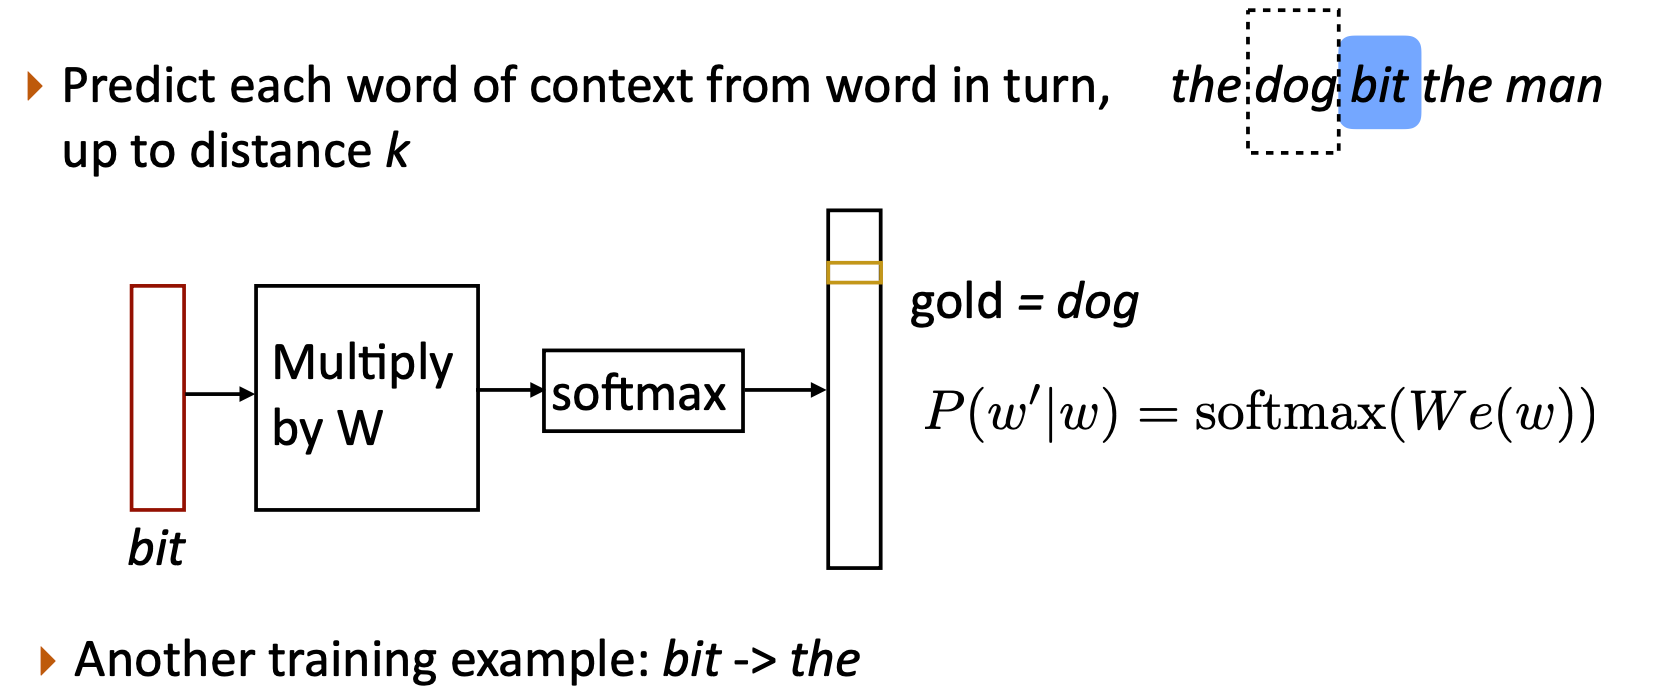 Predict each word of context from word in turn,
up to distance k
the dog bit the man
bit
Multiply
by W
softmax
gold = dog
P(w′|w) = softmax(We(w))
Another training example: bit -> the